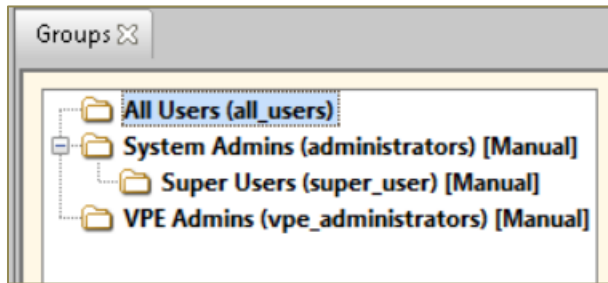 Groups
All Users (all_users)
System Admins (administrators) [Manual]
Super Users (super_user) [Manual]
VPE Admins (vpe_administrators) [Manual]